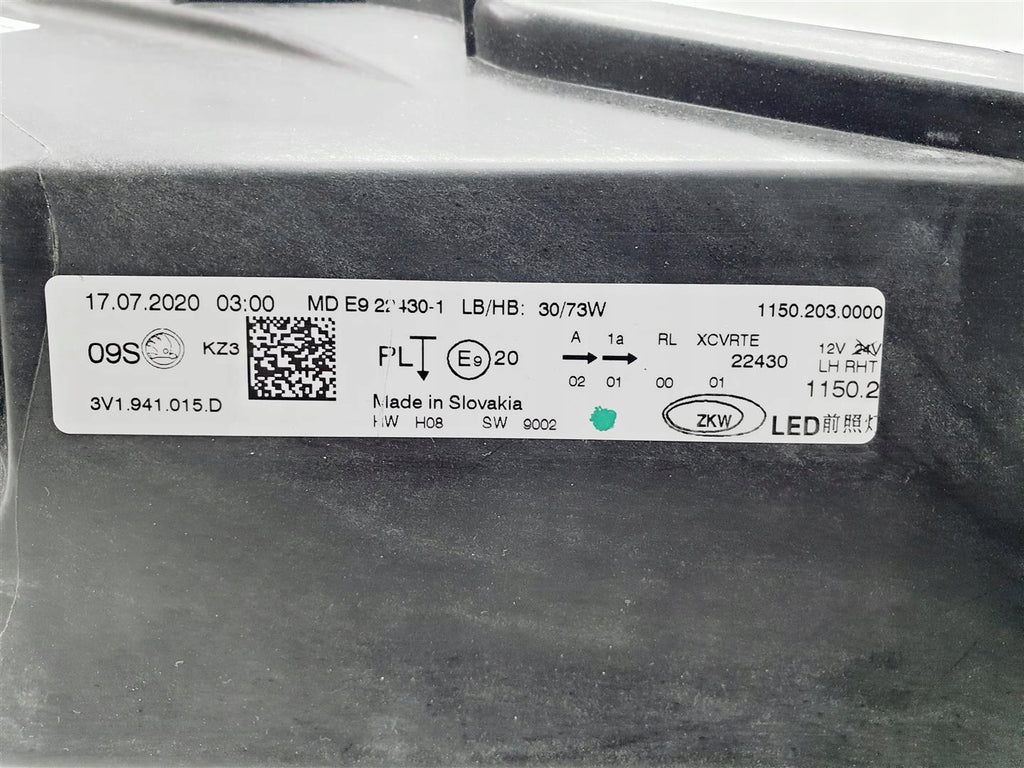 17.07.2020 03:00 MD E9 22430-1 LB/HB: 30/73W 1150.203.0000
09S KZ3 PL E9 20 A 1a RL XCVRTE 12V 24V
22430 LH RHT
02 01 00 01 1150.2
3V1.941.015.D Made in Slovakia
HW H08 SW 9002 ZKW LED前照灯